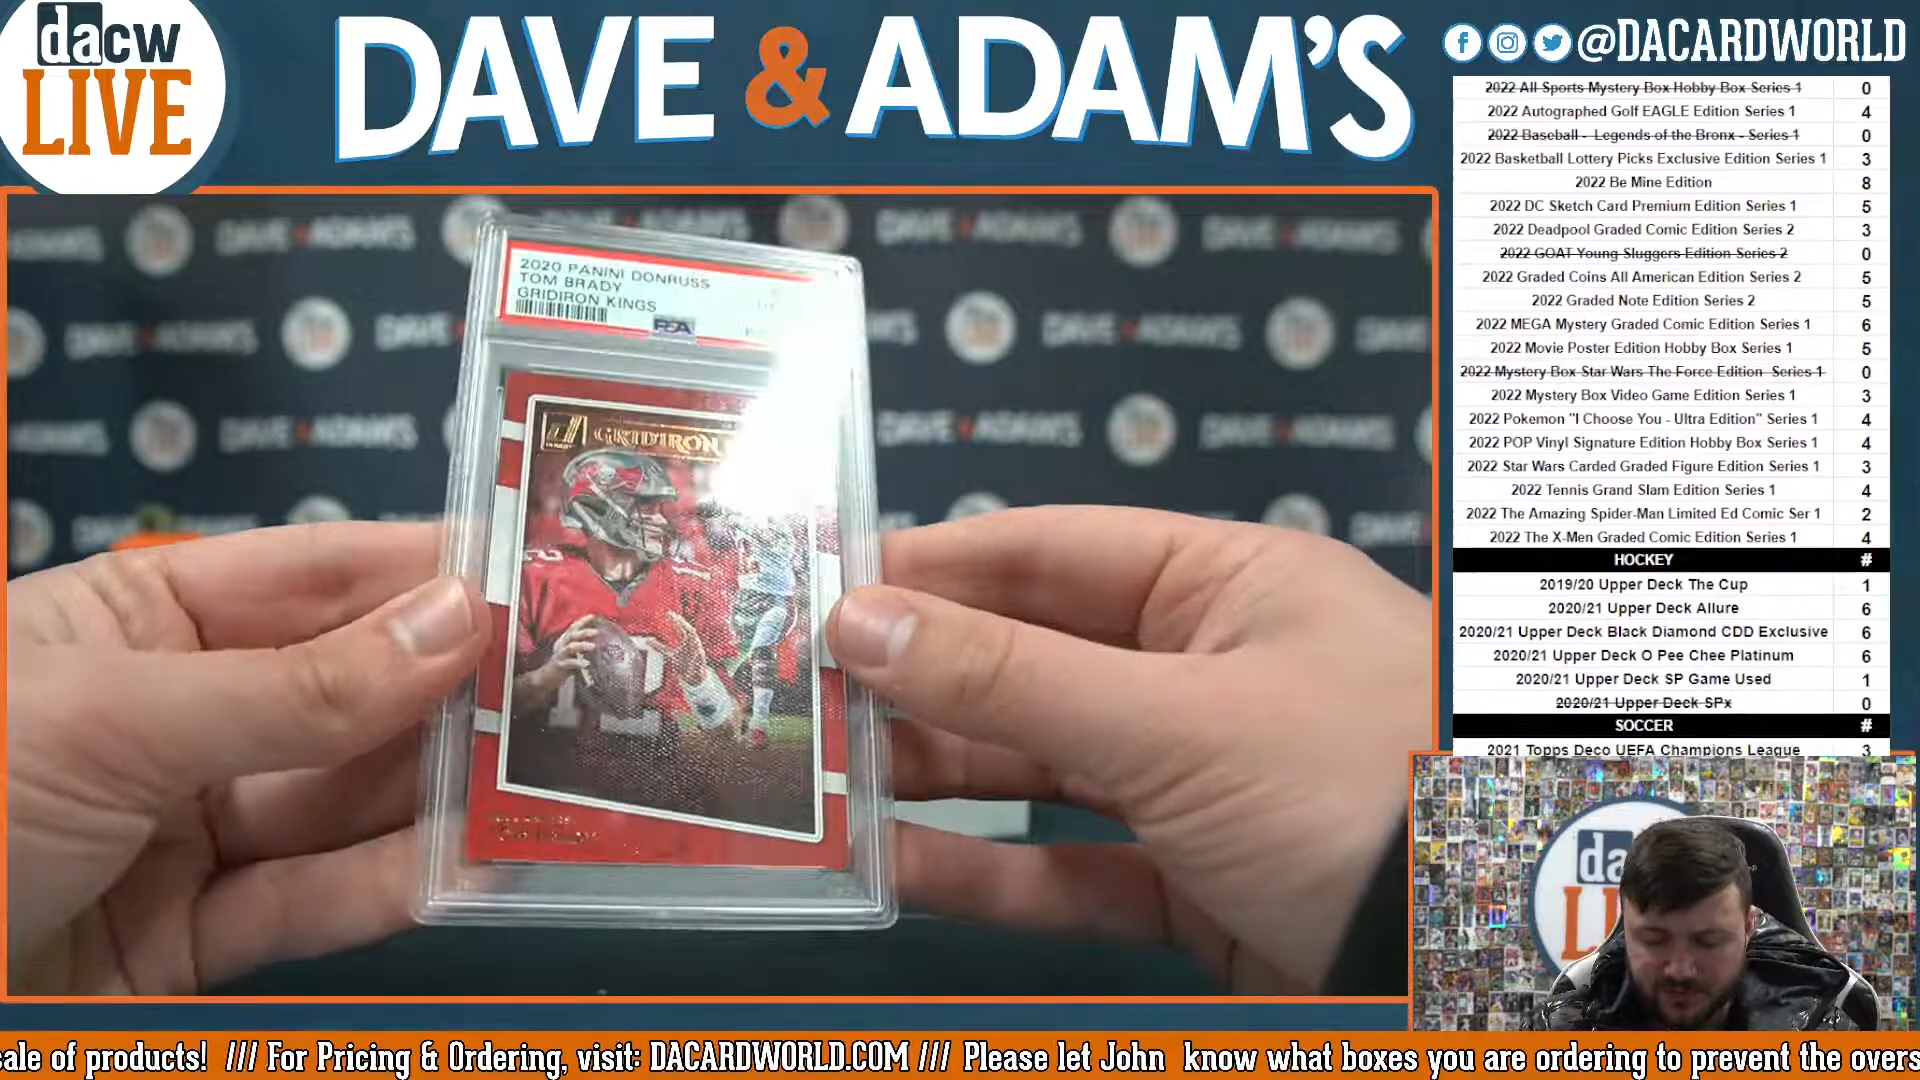 dacw
LIVE
DAVE & ADAM'S
@DACARDWORLD
2022 All Sports Mystery Box Hobby Box Series 1 0
2022 Autographed Golf EAGLE Edition Series 1 4
2022 Baseball - Legends of the Bronx - Series 1 0
2022 Basketball Lottery Picks Exclusive Edition Series 1 3
2022 Be Mine Edition 8
2022 DC Sketch Card Premium Edition Series 1 5
2022 Deadpool Graded Comic Edition Series 2 3
2022 GOAT Young Sluggers Edition Series 2 0
2022 Graded Coins All American Edition Series 2 5
2022 Graded Note Edition Series 2 5
2022 MEGA Mystery Graded Comic Edition Series 1 6
2022 Movie Poster Edition Hobby Box Series 1 5
2022 Mystery Box Star Wars The Force Edition Series 1 0
2022 Mystery Box Video Game Edition Series 1 3
2022 Pokemon "I Choose You - Ultra Edition" Series 1 4
2022 POP Vinyl Signature Edition Hobby Box Series 1 4
2022 Star Wars Carded Graded Figure Edition Series 1 3
2022 Tennis Grand Slam Edition Series 1 4
2022 The Amazing Spider-Man Limited Ed Comic Ser 1 2
2022 The X-Men Graded Comic Edition Series 1 4
HOCKEY #
2019/20 Upper Deck The Cup 1
2020/21 Upper Deck Allure 6
2020/21 Upper Deck Black Diamond CDD Exclusive 6
2020/21 Upper Deck O Pee Chee Platinum 6
2020/21 Upper Deck SP Game Used 1
2020/21 Upper Deck SPx 0
SOCCER #
2021 Topps Deco UEFA Champions League 3
2020 PANINI DONRUSS
TOM BRADY
GRIDIRON KINGS
PSA
GRIDIRON
12
da
LI
sale of products! /// For Pricing & Ordering, visit: DACARDWORLD.COM /// Please let John know what boxes you are ordering to prevent the overs